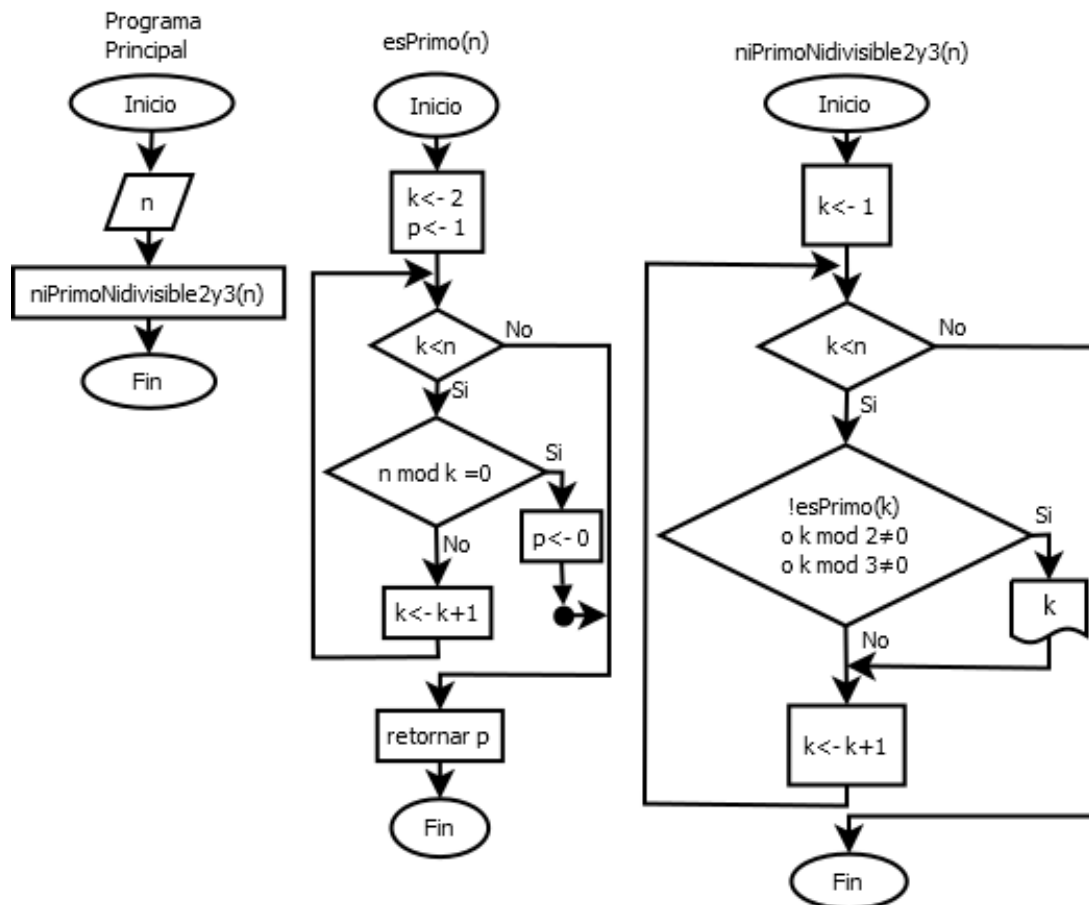 Programa
Principal
Inicio
n
niPrimoNidivisible2y3(n)
Fin
esPrimo(n)
Inicio
k<- 2
p<- 1
k<n
No
Si
n mod k =0
Si
p<- 0
No
k<- k+1
retornar p
Fin
niPrimoNidivisible2y3(n)
Inicio
k<- 1
k<n
No
Si
!esPrimo(k)
o k mod 2≠0
o k mod 3≠0
Si
k
No
k<- k+1
Fin